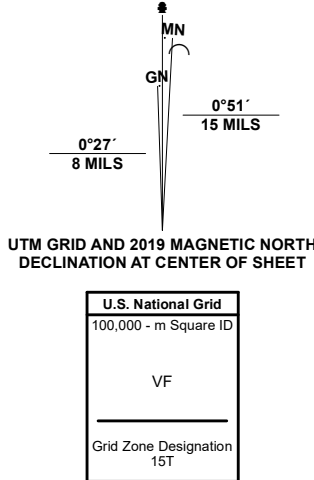 MN
GN
0°51´
15 MILS
0°27´
8 MILS
UTM GRID AND 2019 MAGNETIC NORTH
DECLINATION AT CENTER OF SHEET
U.S. National Grid
100,000 - m Square ID
VF
Grid Zone Designation
15T